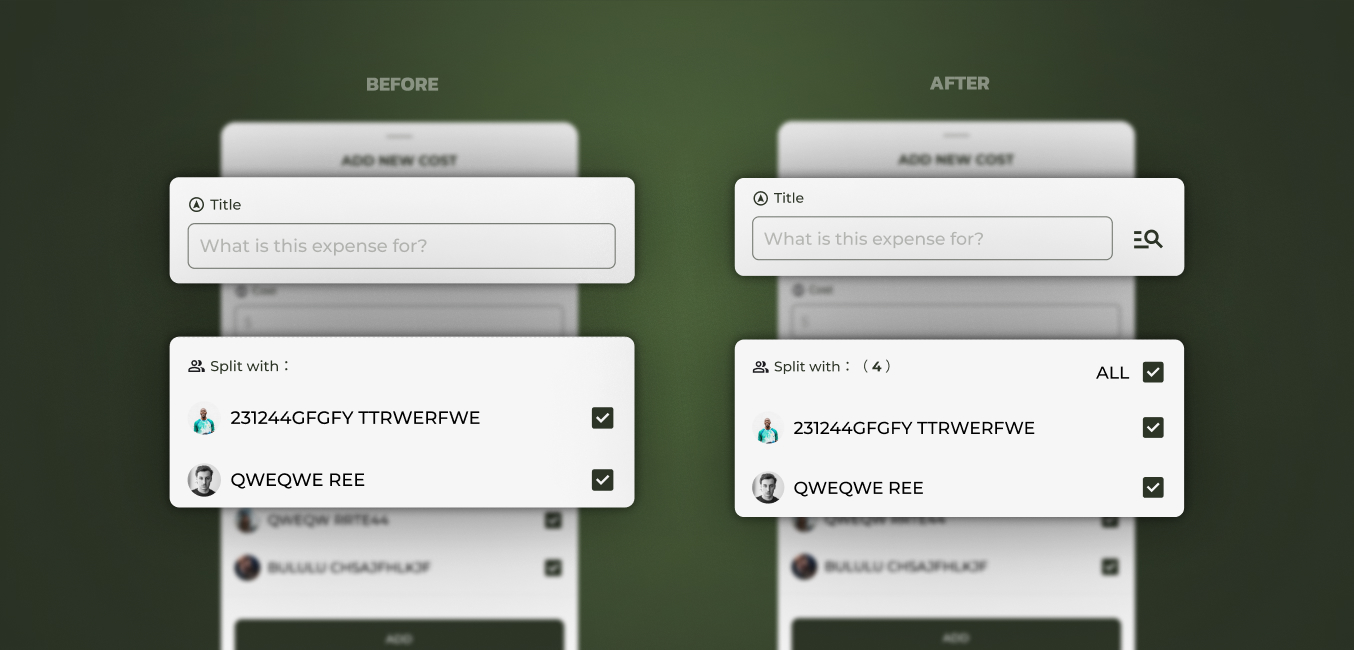 BEFORE
ADD NEW COST
Title
What is this expense for?
Cost
$
Split with：
231244GFGFY TTRWERFWE
QWEQWE REE
QWEQW RRTE44
BULULU CHSAJFHLKJF
ADD
AFTER
ADD NEW COST
Title
What is this expense for?
Cost
$
Split with：（4）
ALL
231244GFGFY TTRWERFWE
QWEQWE REE
QWEQW RRTE44
BULULU CHSAJFHLKJF
ADD